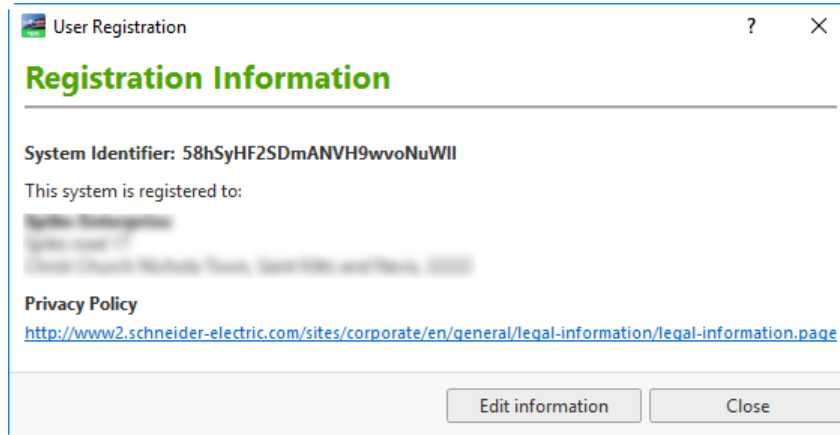 User Registration
Registration Information
System Identifier: 58hSyHF2SDmANVH9wvoNuWlI
This system is registered to:
Privacy Policy
http://www2.schneider-electric.com/sites/corporate/en/general/legal-information/legal-information.page
Edit information
Close